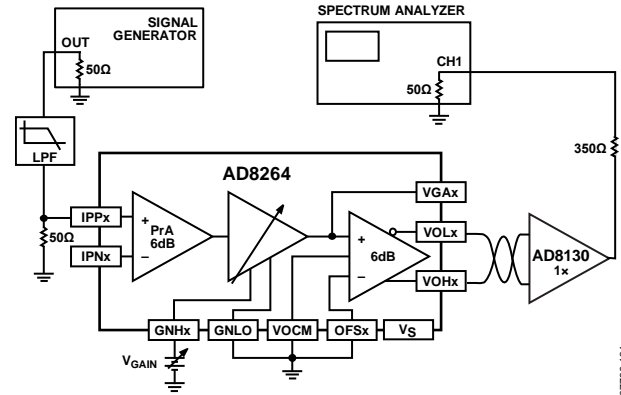 SIGNAL
GENERATOR
OUT
50Ω
SPECTRUM ANALYZER
CH1
50Ω
350Ω
LPF
50Ω
AD8264
IPPx
IPNx
+
PrA
6dB
–
+
6dB
–
VGAx
VOLx
VOHx
AD8130
1×
GNHx
GNLO
VOCM
OFSx
VS
VGAIN